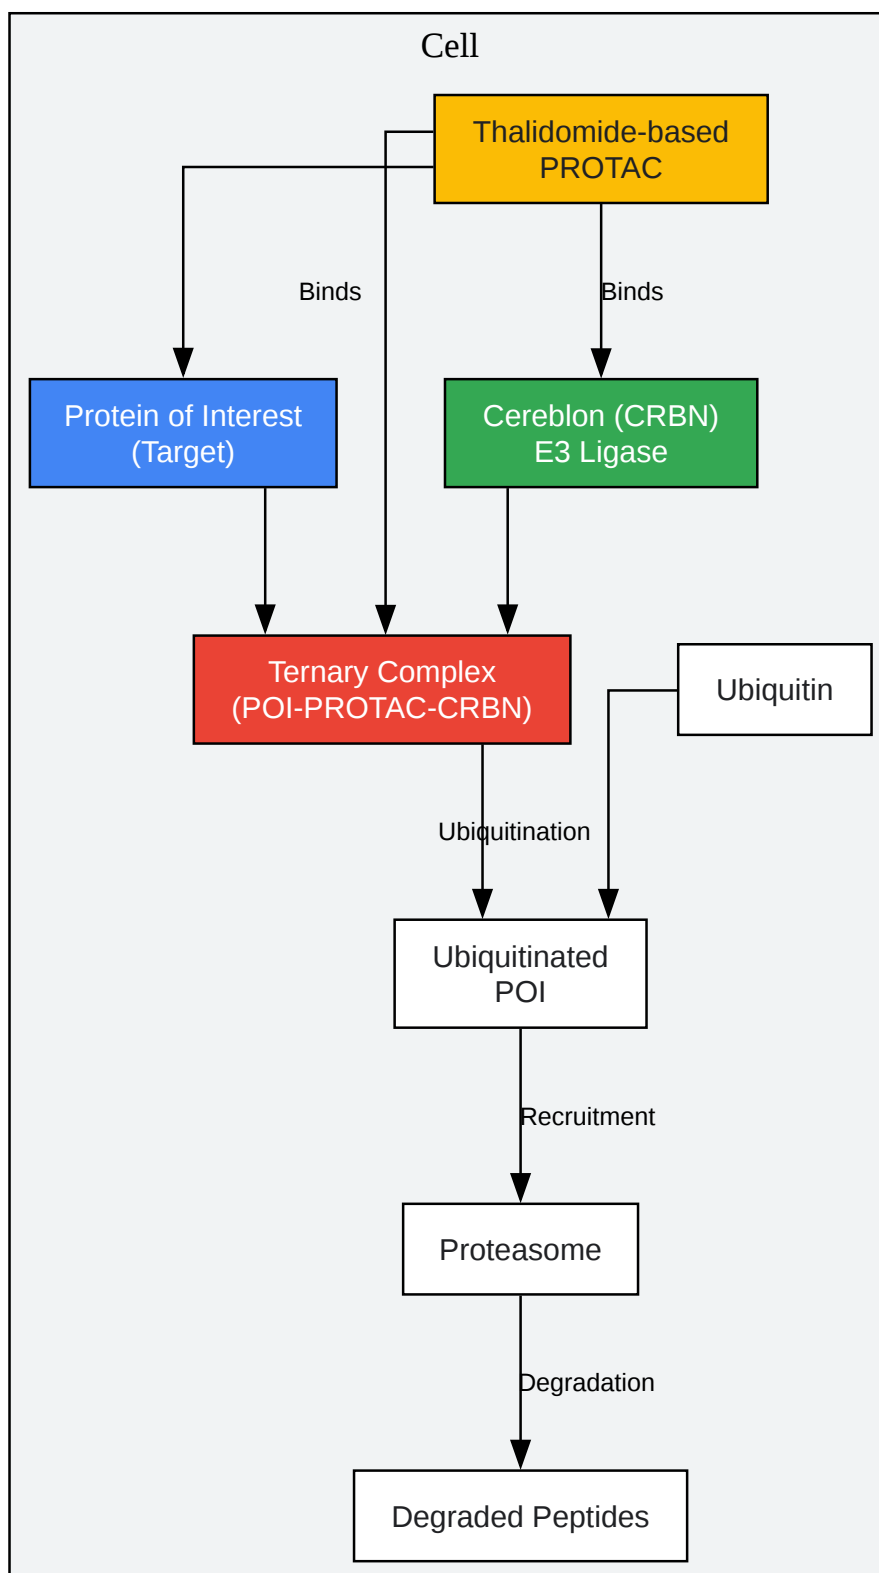 Cell
Thalidomide-based
PROTAC
Binds
Binds
Protein of Interest
(Target)
Cereblon (CRBN)
E3 Ligase
Ternary Complex
(POI-PROTAC-CRBN)
Ubiquitin
Ubiquitination
Ubiquitinated
POI
Recruitment
Proteasome
Degradation
Degraded Peptides